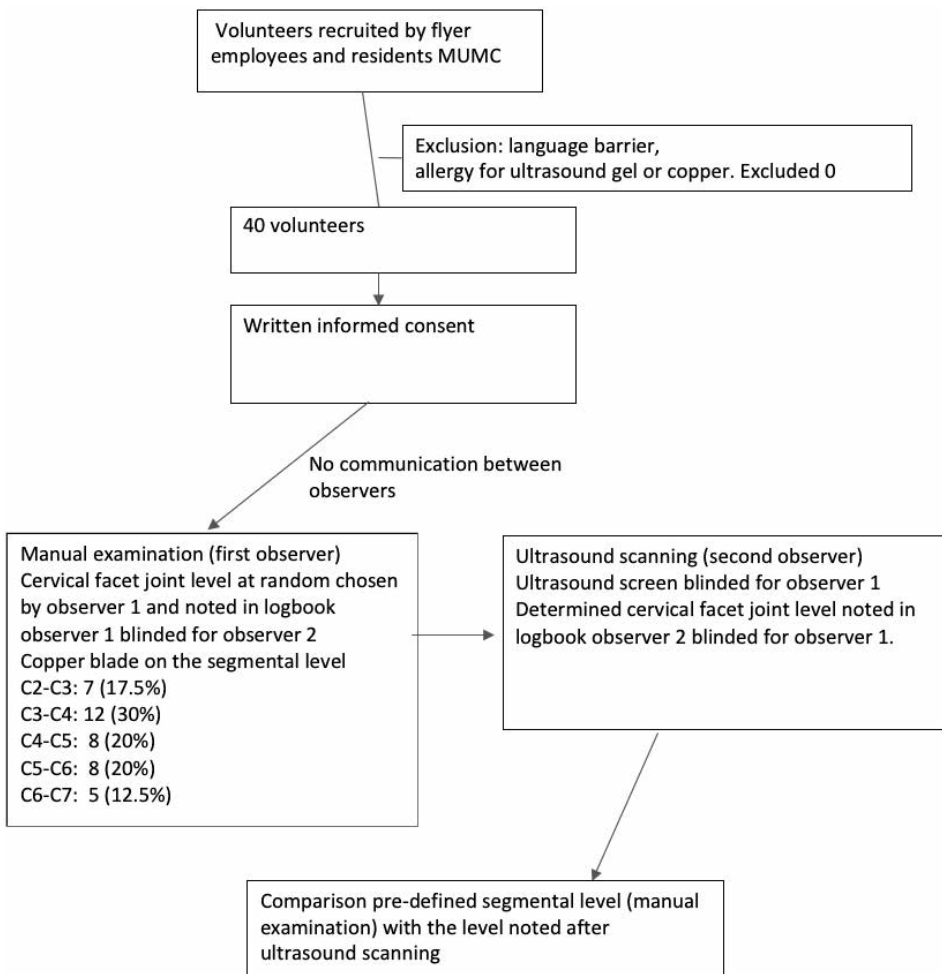 Volunteers recruited by flyer
employees and residents MUMC
Exclusion: language barrier,
allergy for ultrasound gel or copper. Excluded 0
40 volunteers
Written informed consent
No communication between
observers
Manual examination (first observer)
Cervical facet joint level at random chosen
by observer 1 and noted in logbook
observer 1 blinded for observer 2
Copper blade on the segmental level
C2-C3: 7 (17.5%)
C3-C4: 12 (30%)
C4-C5: 8 (20%)
C5-C6: 8 (20%)
C6-C7: 5 (12.5%)
Ultrasound scanning (second observer)
Ultrasound screen blinded for observer 1
Determined cervical facet joint level noted in
logbook observer 2 blinded for observer 1.
Comparison pre-defined segmental level (manual
examination) with the level noted after
ultrasound scanning